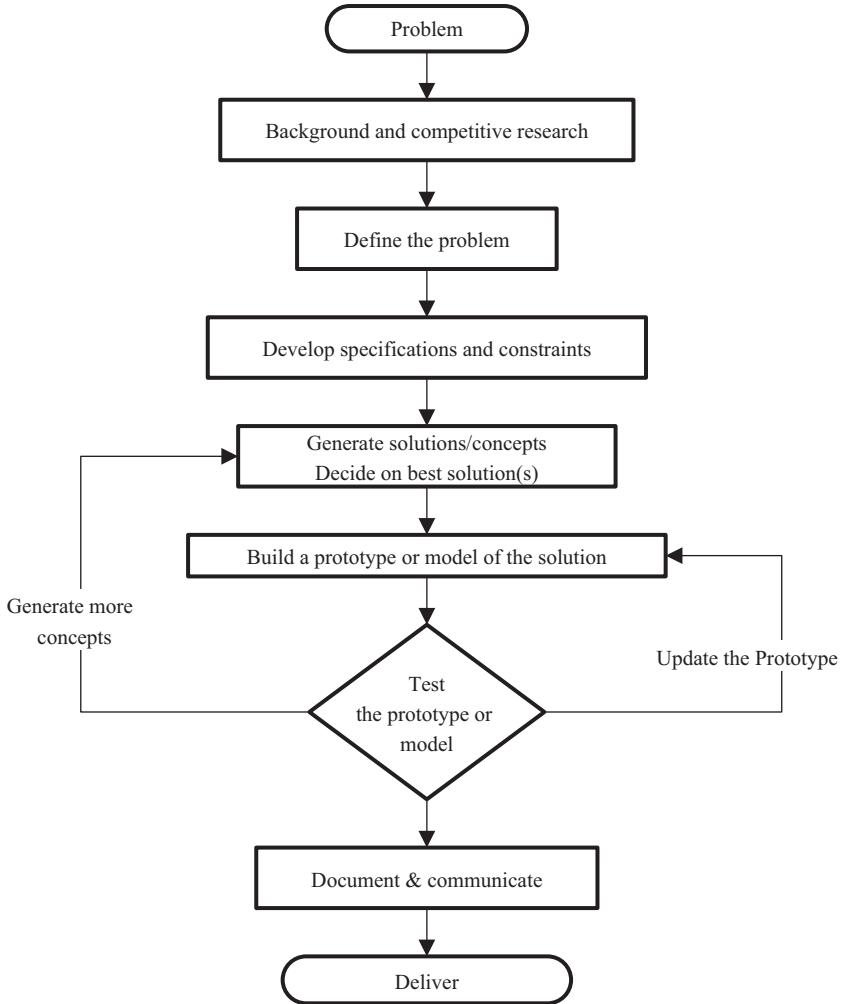 Problem
Background and competitive research
Define the problem
Develop specifications and constraints
Generate solutions/concepts
Decide on best solution(s)
Build a prototype or model of the solution
Generate more
concepts
Update the Prototype
Test
the prototype or
model
Document & communicate
Deliver